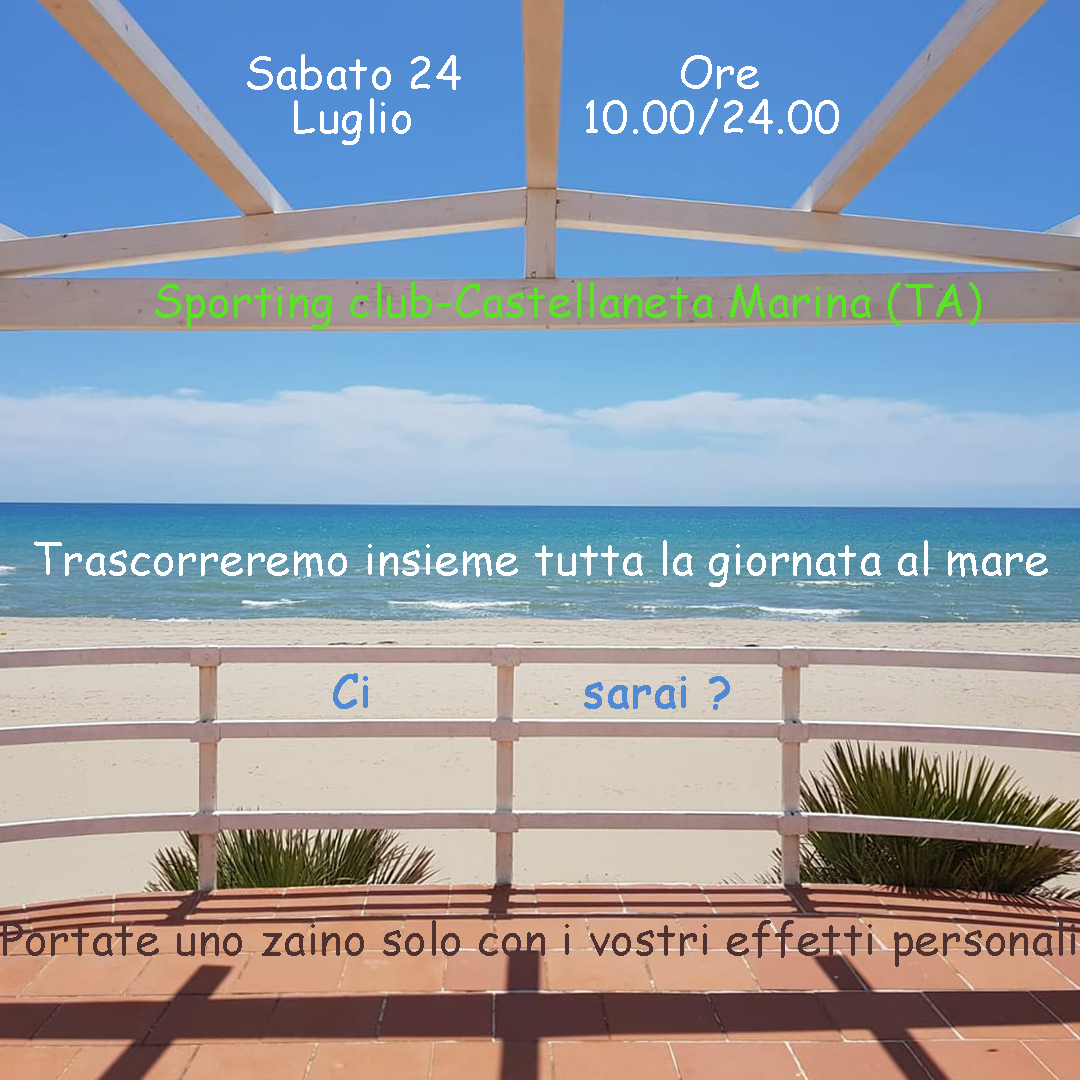 Sabato 24
Luglio
Ore
10.00/24.00
Sporting club-Castellaneta Marina (TA)
Trascorreremo insieme tutta la giornata al mare
Ci sarai ?
Portate uno zaino solo con i vostri effetti personali